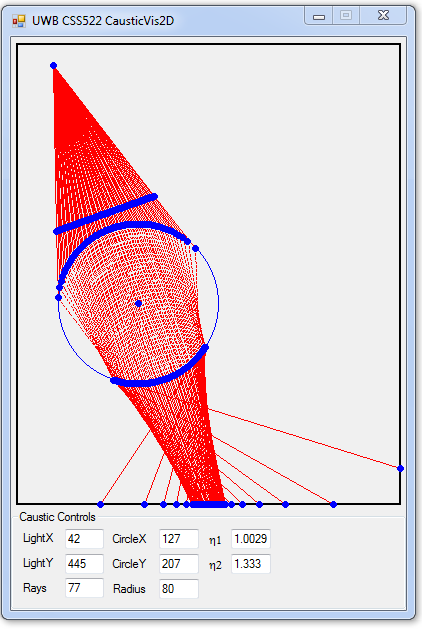 UWB CSS522 CausticVis2D
Caustic Controls
LightX 42 CircleX 127 η1 1.0029
LightY 445 CircleY 207 η2 1.333
Rays 77 Radius 80